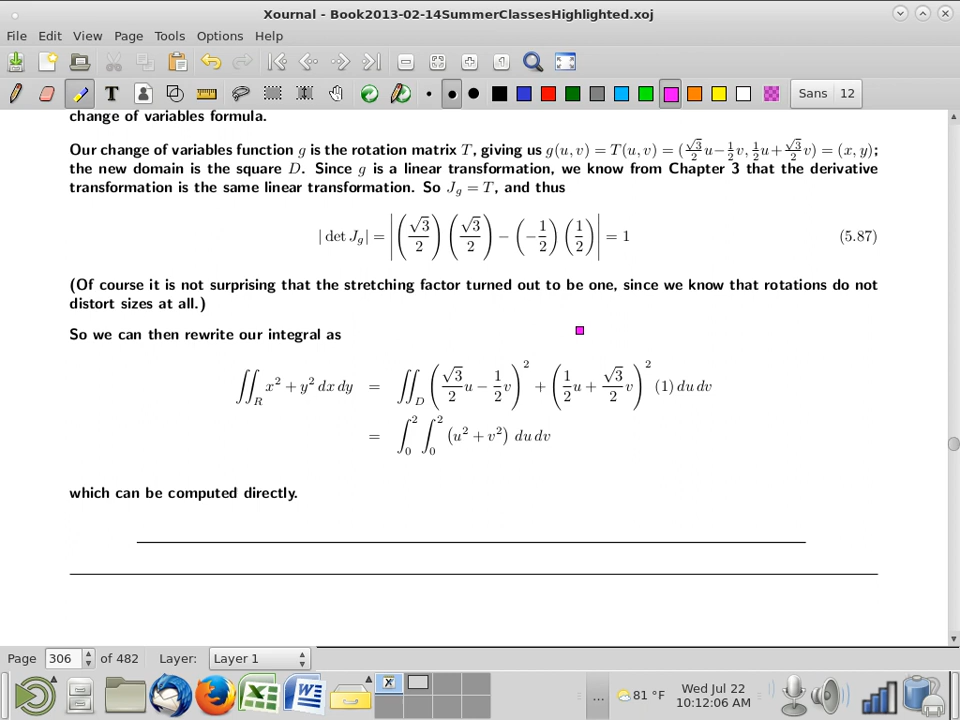 Xournal - Book2013-02-14SummerClassesHighlighted.xoj
File Edit View Page Tools Options Help
Sans 12
change of variables formula.
Our change of variables function g is the rotation matrix T, giving us g(u, v) = T(u, v) = (√3/2 u − 1/2 v, 1/2 u + √3/2 v) = (x, y);
the new domain is the square D. Since g is a linear transformation, we know from Chapter 3 that the derivative
transformation is the same linear transformation. So J_g = T, and thus
| det J_g | = | (√3/2) (√3/2) − (−1/2) (1/2) | = 1 (5.87)
(Of course it is not surprising that the stretching factor turned out to be one, since we know that rotations do not
distort sizes at all.)
So we can then rewrite our integral as
∬_R x² + y² dx dy = ∬_D (√3/2 u − 1/2 v)² + (1/2 u + √3/2 v)² (1) du dv
= ∫₀² ∫₀² (u² + v²) du dv
which can be computed directly.
Page 306 of 482 Layer: Layer 1
... 81 °F Wed Jul 22
10:12:06 AM